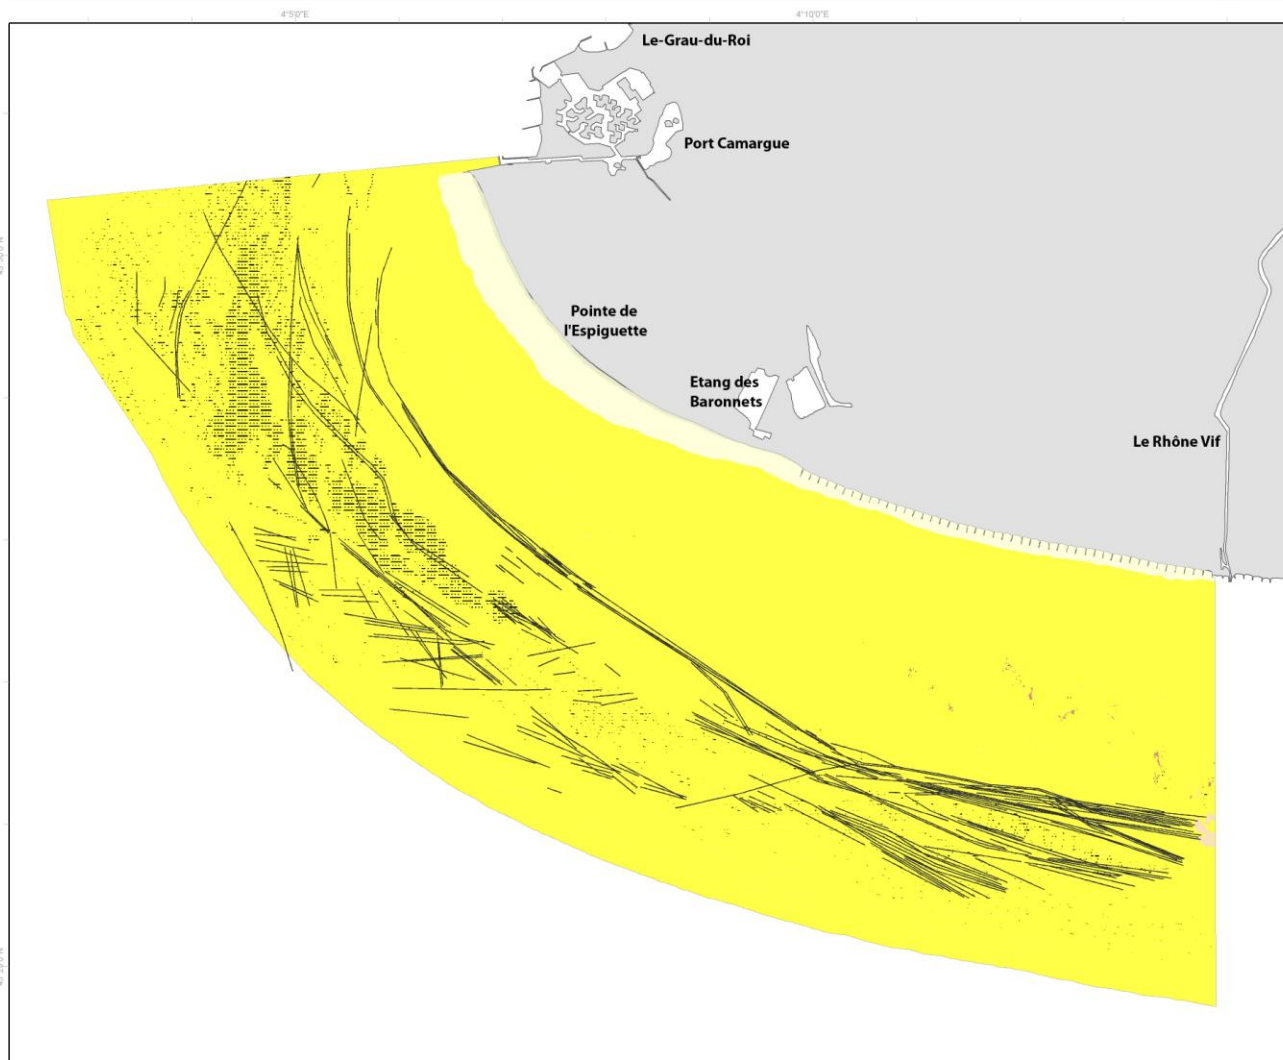 4°5'0"E
4°10'0"E
Le-Grau-du-Roi
Port Camargue
Pointe de
l'Espiguette
Etang des
Baronnets
Le Rhône Vif